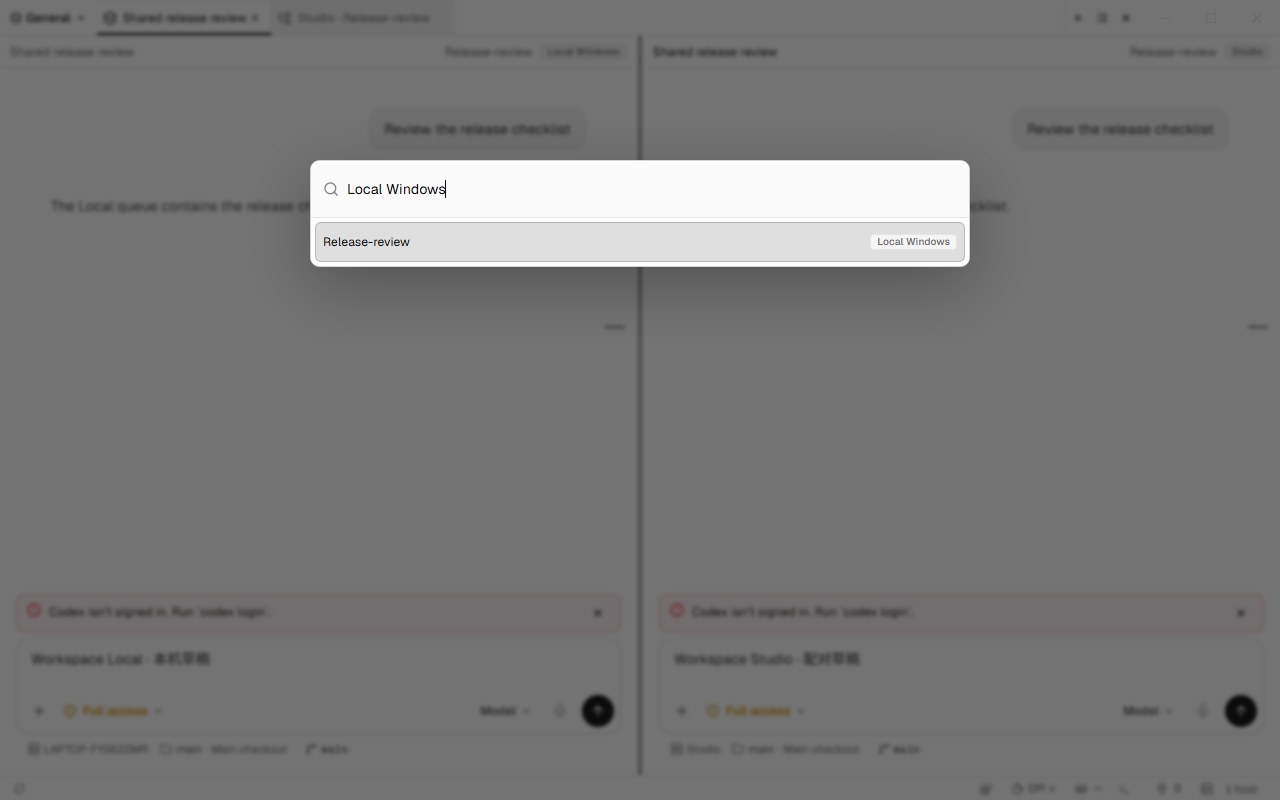 General
Shared release review
Studio · Release-review
Shared release review
Release-review
Local Windows
Shared release review
Release-review
Studio
Review the release checklist
Review the release checklist
Local Windows
The Local queue contains the release
Release-review
Local Windows
Codex isn't signed in. Run `codex login`.
Codex isn't signed in. Run `codex login`.
Workspace Local · 本机草稿
Workspace Studio · 配对草稿
Full access
Model
Full access
Model
main · Main checkout
main
Studio
main · Main checkout
main
Off
1 hour